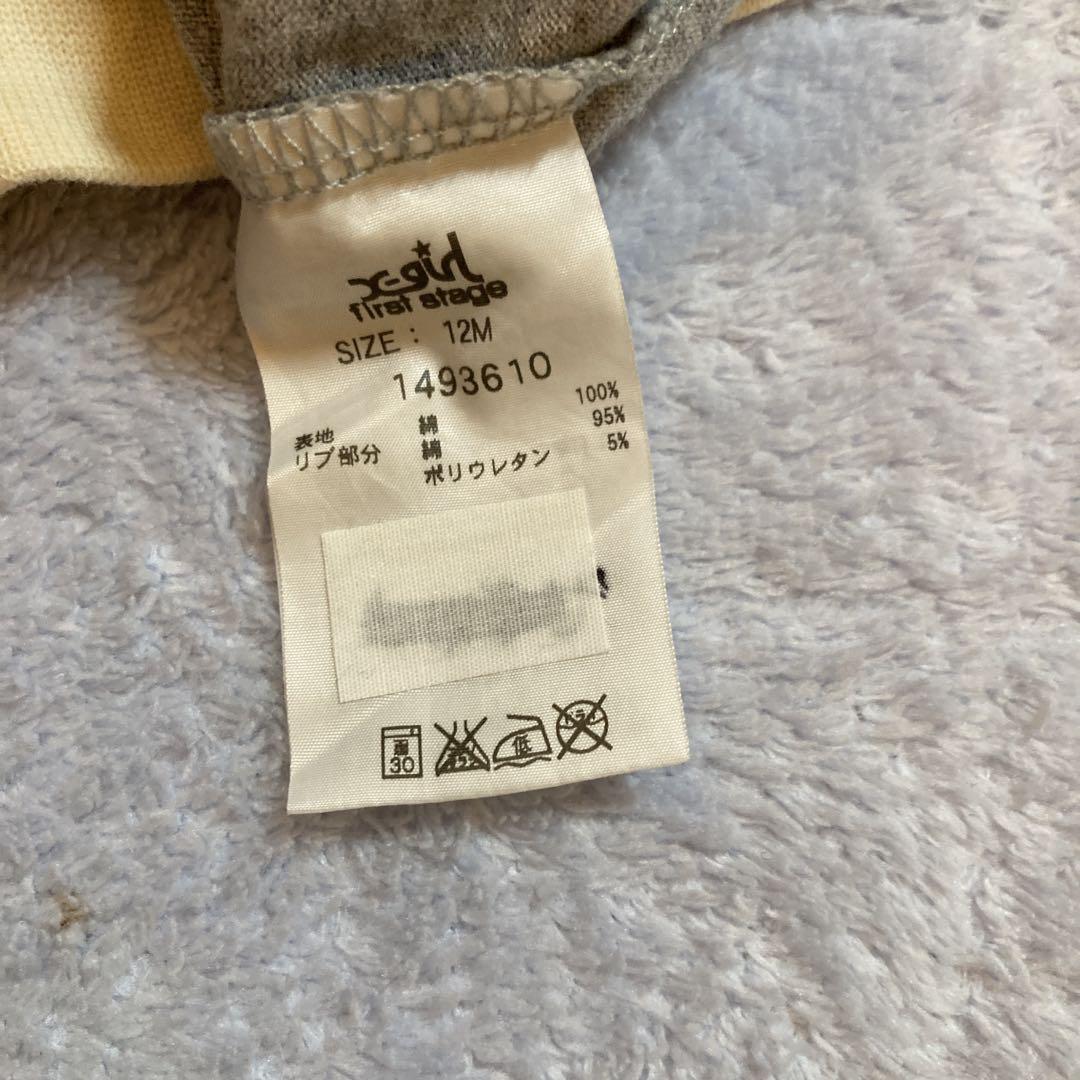 x-girl
first stage
SIZE : 12M
1493610
表地 綿 100%
リブ部分 綿 95%
ポリウレタン 5%
30
低